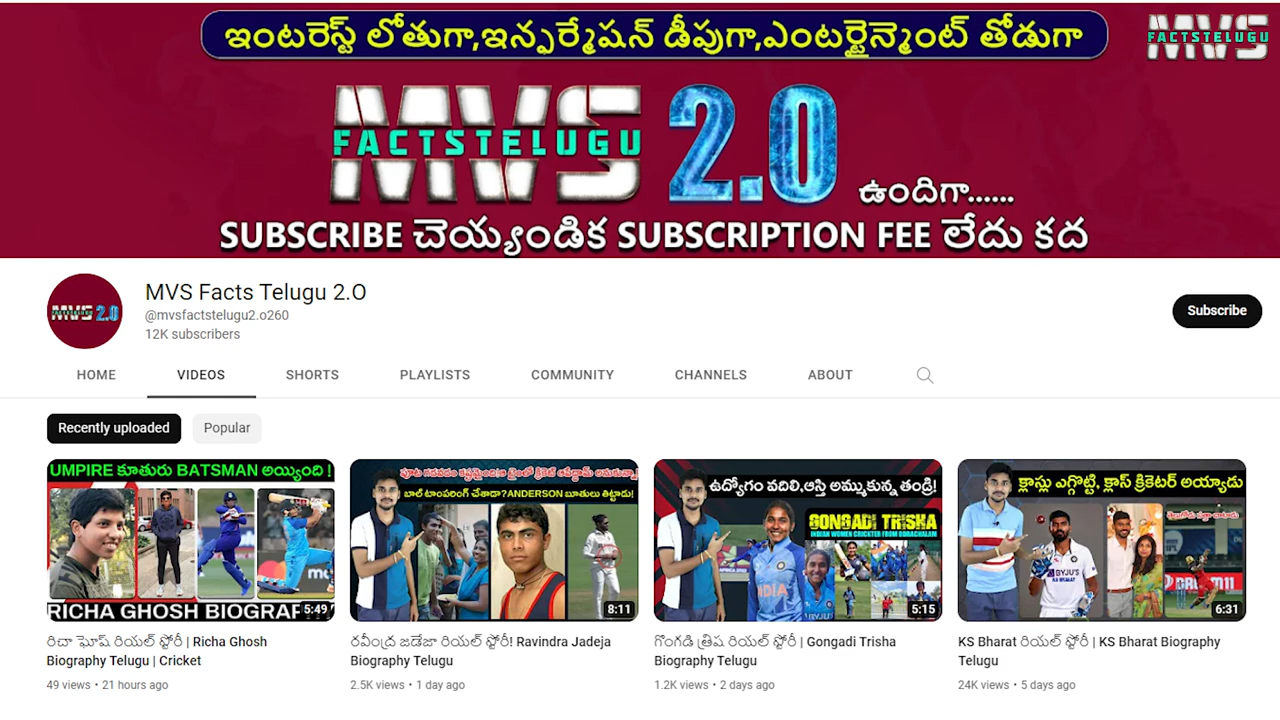 ఇంటరెస్ట్ లోతుగా,ఇన్ఫర్మేషన్ డీపుగా,ఎంటర్టైన్మెంట్ తోడుగా
MVS
FACTSTELUGU
MVS 2.0
FACTSTELUGU
ఉందిగా......
SUBSCRIBE చెయ్యండిక SUBSCRIPTION FEE లేదు కద
MVS 2.0
MVS Facts Telugu 2.O
@mvsfactstelugu2.o260
12K subscribers
Subscribe
HOME VIDEOS SHORTS PLAYLISTS COMMUNITY CHANNELS ABOUT
Recently uploaded Popular
UMPIRE కూతురు BATSMAN అయ్యింది !
RICHA GHOSH
5:49
రిచా ఘోష్ రియల్ స్టోరీ | Richa Ghosh
Biography Telugu | Cricket
49 views • 21 hours ago
బాల్ టాంపరింగ్ చేశాడా?ANDERSON బూతులు తిట్టాడు!
8:11
రవీంద్ర జడేజా రియల్ స్టోరీ! Ravindra Jadeja
Biography Telugu
2.5K views • 1 day ago
ఉద్యోగం వదిలి,ఆస్తి అమ్ముకున్న తండ్రి!
GONGADI TRISHA
INDIAN WOMEN CRICKTER FROM BDRACHALAM
INDIA
5:15
గొంగడి త్రిష రియల్ స్టోరీ | Gongadi Trisha
Biography Telugu
1.2K views • 2 days ago
క్లాస్లు ఎగ్గొట్టి, క్లాస్ క్రికెటర్ అయ్యాడు
BYJU'S
KS BHARAT
DREAM11
6:31
KS Bharat రియల్ స్టోరీ | KS Bharat Biography
Telugu
24K views • 5 days ago